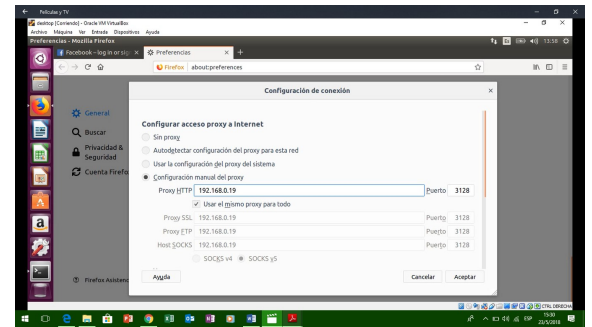 Películas y TV
desktop [Corriendo] - Oracle VM VirtualBox
Archivo Máquina Ver Entrada Dispositivos Ayuda
Preferencias - Mozilla Firefox
Es 13:58
Facebook – log in or sig
Preferencias
Firefox about:preferences
Configuración de conexión
General
Buscar
Privacidad &
Seguridad
Cuenta Firefo
Configurar acceso proxy a Internet
Sin proxy
Autodetectar configuración del proxy para esta red
Usar la configuración del proxy del sistema
Configuración manual del proxy
Proxy HTTP 192.168.0.19 Puerto 3128
Usar el mismo proxy para todo
Proxy SSL 192.168.0.19 Puerto 3128
Proxy FTP 192.168.0.19 Puerto 3128
Host SOCKS 192.168.0.19 Puerto 3128
SOCKS v4 SOCKS v5
Ayuda Cancelar Aceptar
Firefox Asistenc
CTRL DERECHA
ESP 15:30
23/5/2018